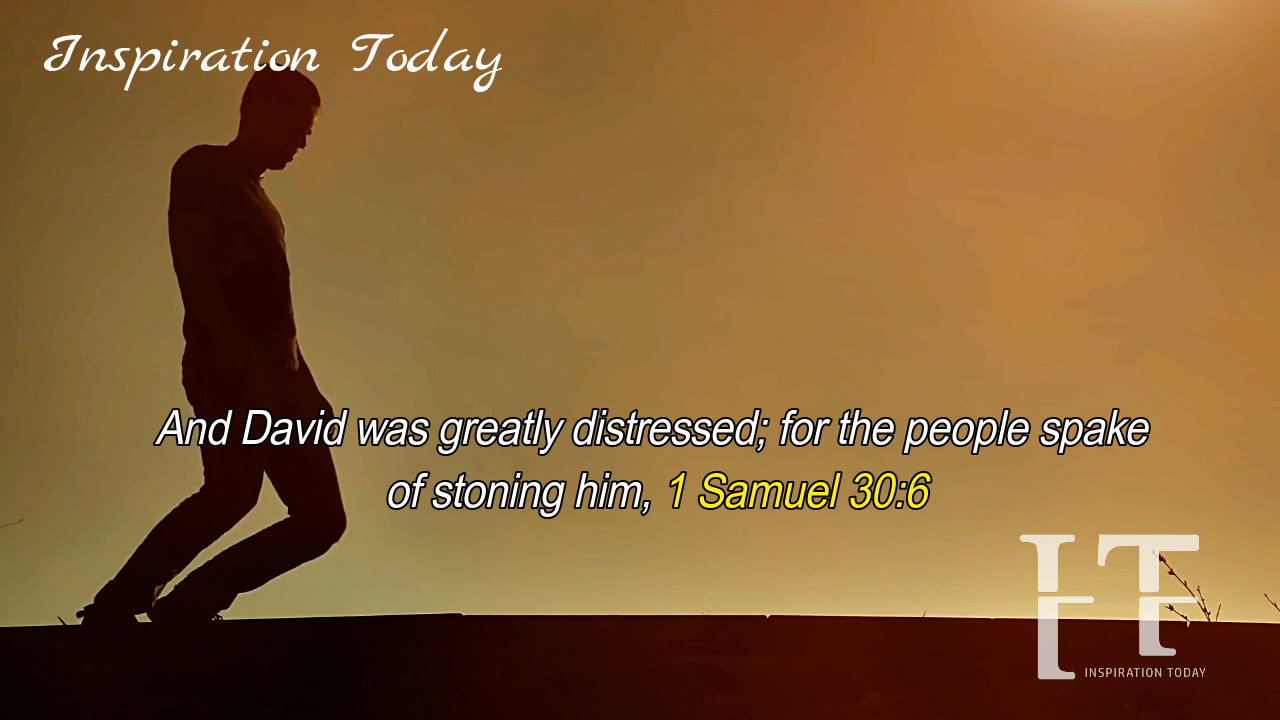 Inspiration Today
And David was greatly distressed; for the people spake
of stoning him, 1 Samuel 30:6
IT
INSPIRATION TODAY